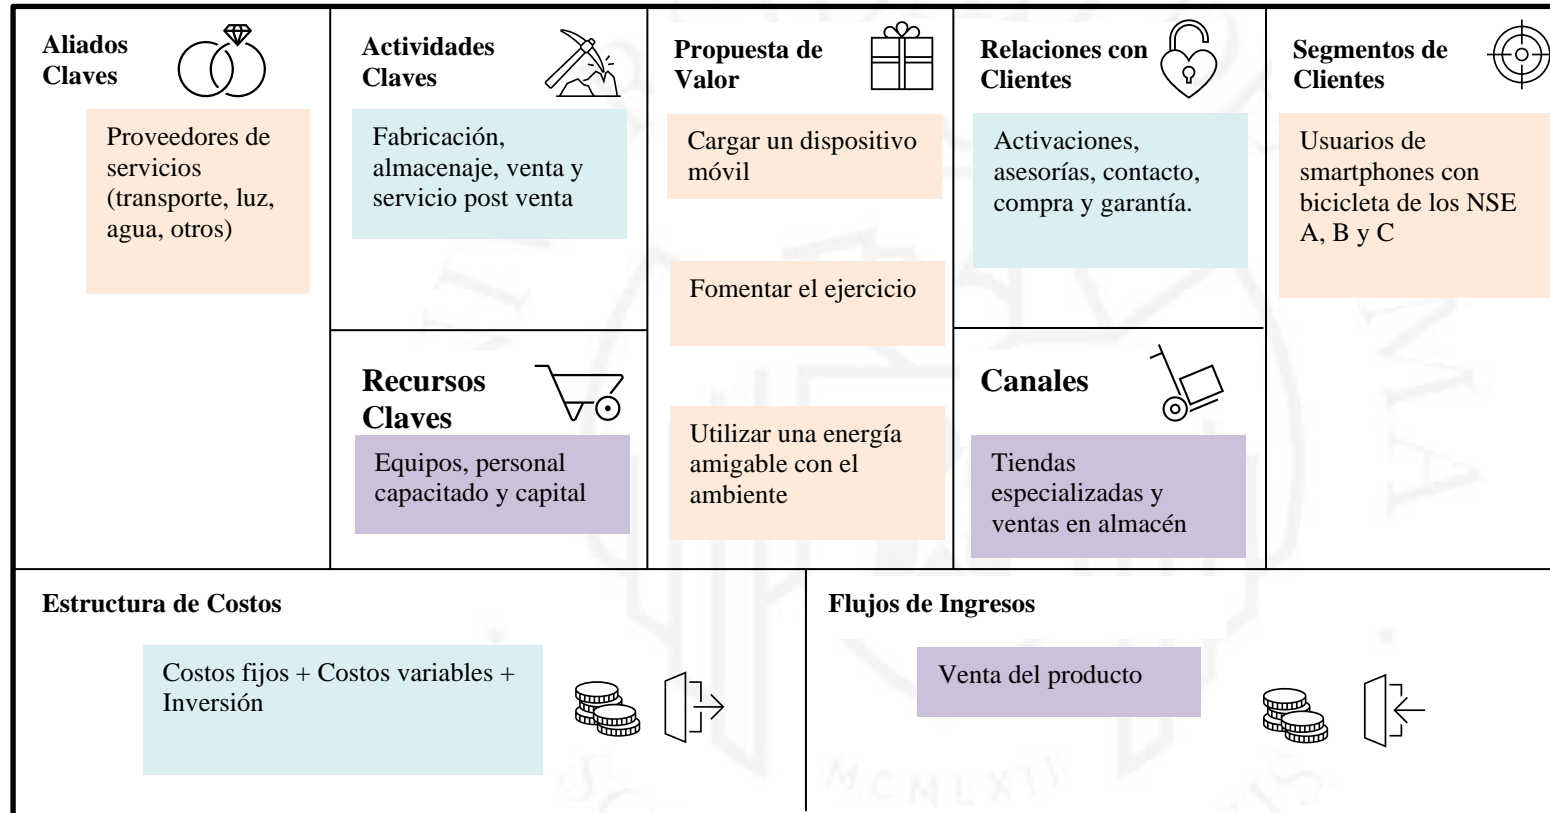 Aliados
Claves
Proveedores de
servicios
(transporte, luz,
agua, otros)
Actividades
Claves
Fabricación,
almacenaje, venta y
servicio post venta
Recursos
Claves
Equipos, personal
capacitado y capital
Propuesta de
Valor
Cargar un dispositivo
móvil
Fomentar el ejercicio
Utilizar una energía
amigable con el
ambiente
Relaciones con
Clientes
Activaciones,
asesorías, contacto,
compra y garantía.
Canales
Tiendas
especializadas y
ventas en almacén
Segmentos de
Clientes
Usuarios de
smartphones con
bicicleta de los NSE
A, B y C
Estructura de Costos
Costos fijos + Costos variables +
Inversión
Flujos de Ingresos
Venta del producto
MCMLXII